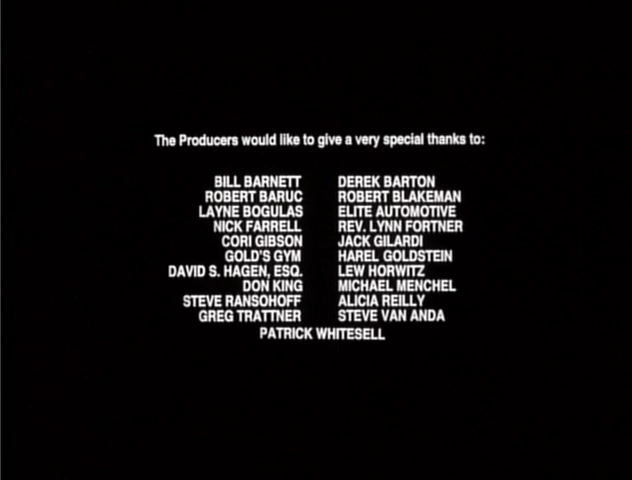 The Producers would like to give a very special thanks to:
BILL BARNETT DEREK BARTON
ROBERT BARUC ROBERT BLAKEMAN
LAYNE BOGULAS ELITE AUTOMOTIVE
NICK FARRELL REV. LYNN FORTNER
CORI GIBSON JACK GILARDI
GOLD'S GYM HAREL GOLDSTEIN
DAVID S. HAGEN, ESQ. LEW HORWITZ
DON KING MICHAEL MENCHEL
STEVE RANSOHOFF ALICIA REILLY
GREG TRATTNER STEVE VAN ANDA
PATRICK WHITESELL